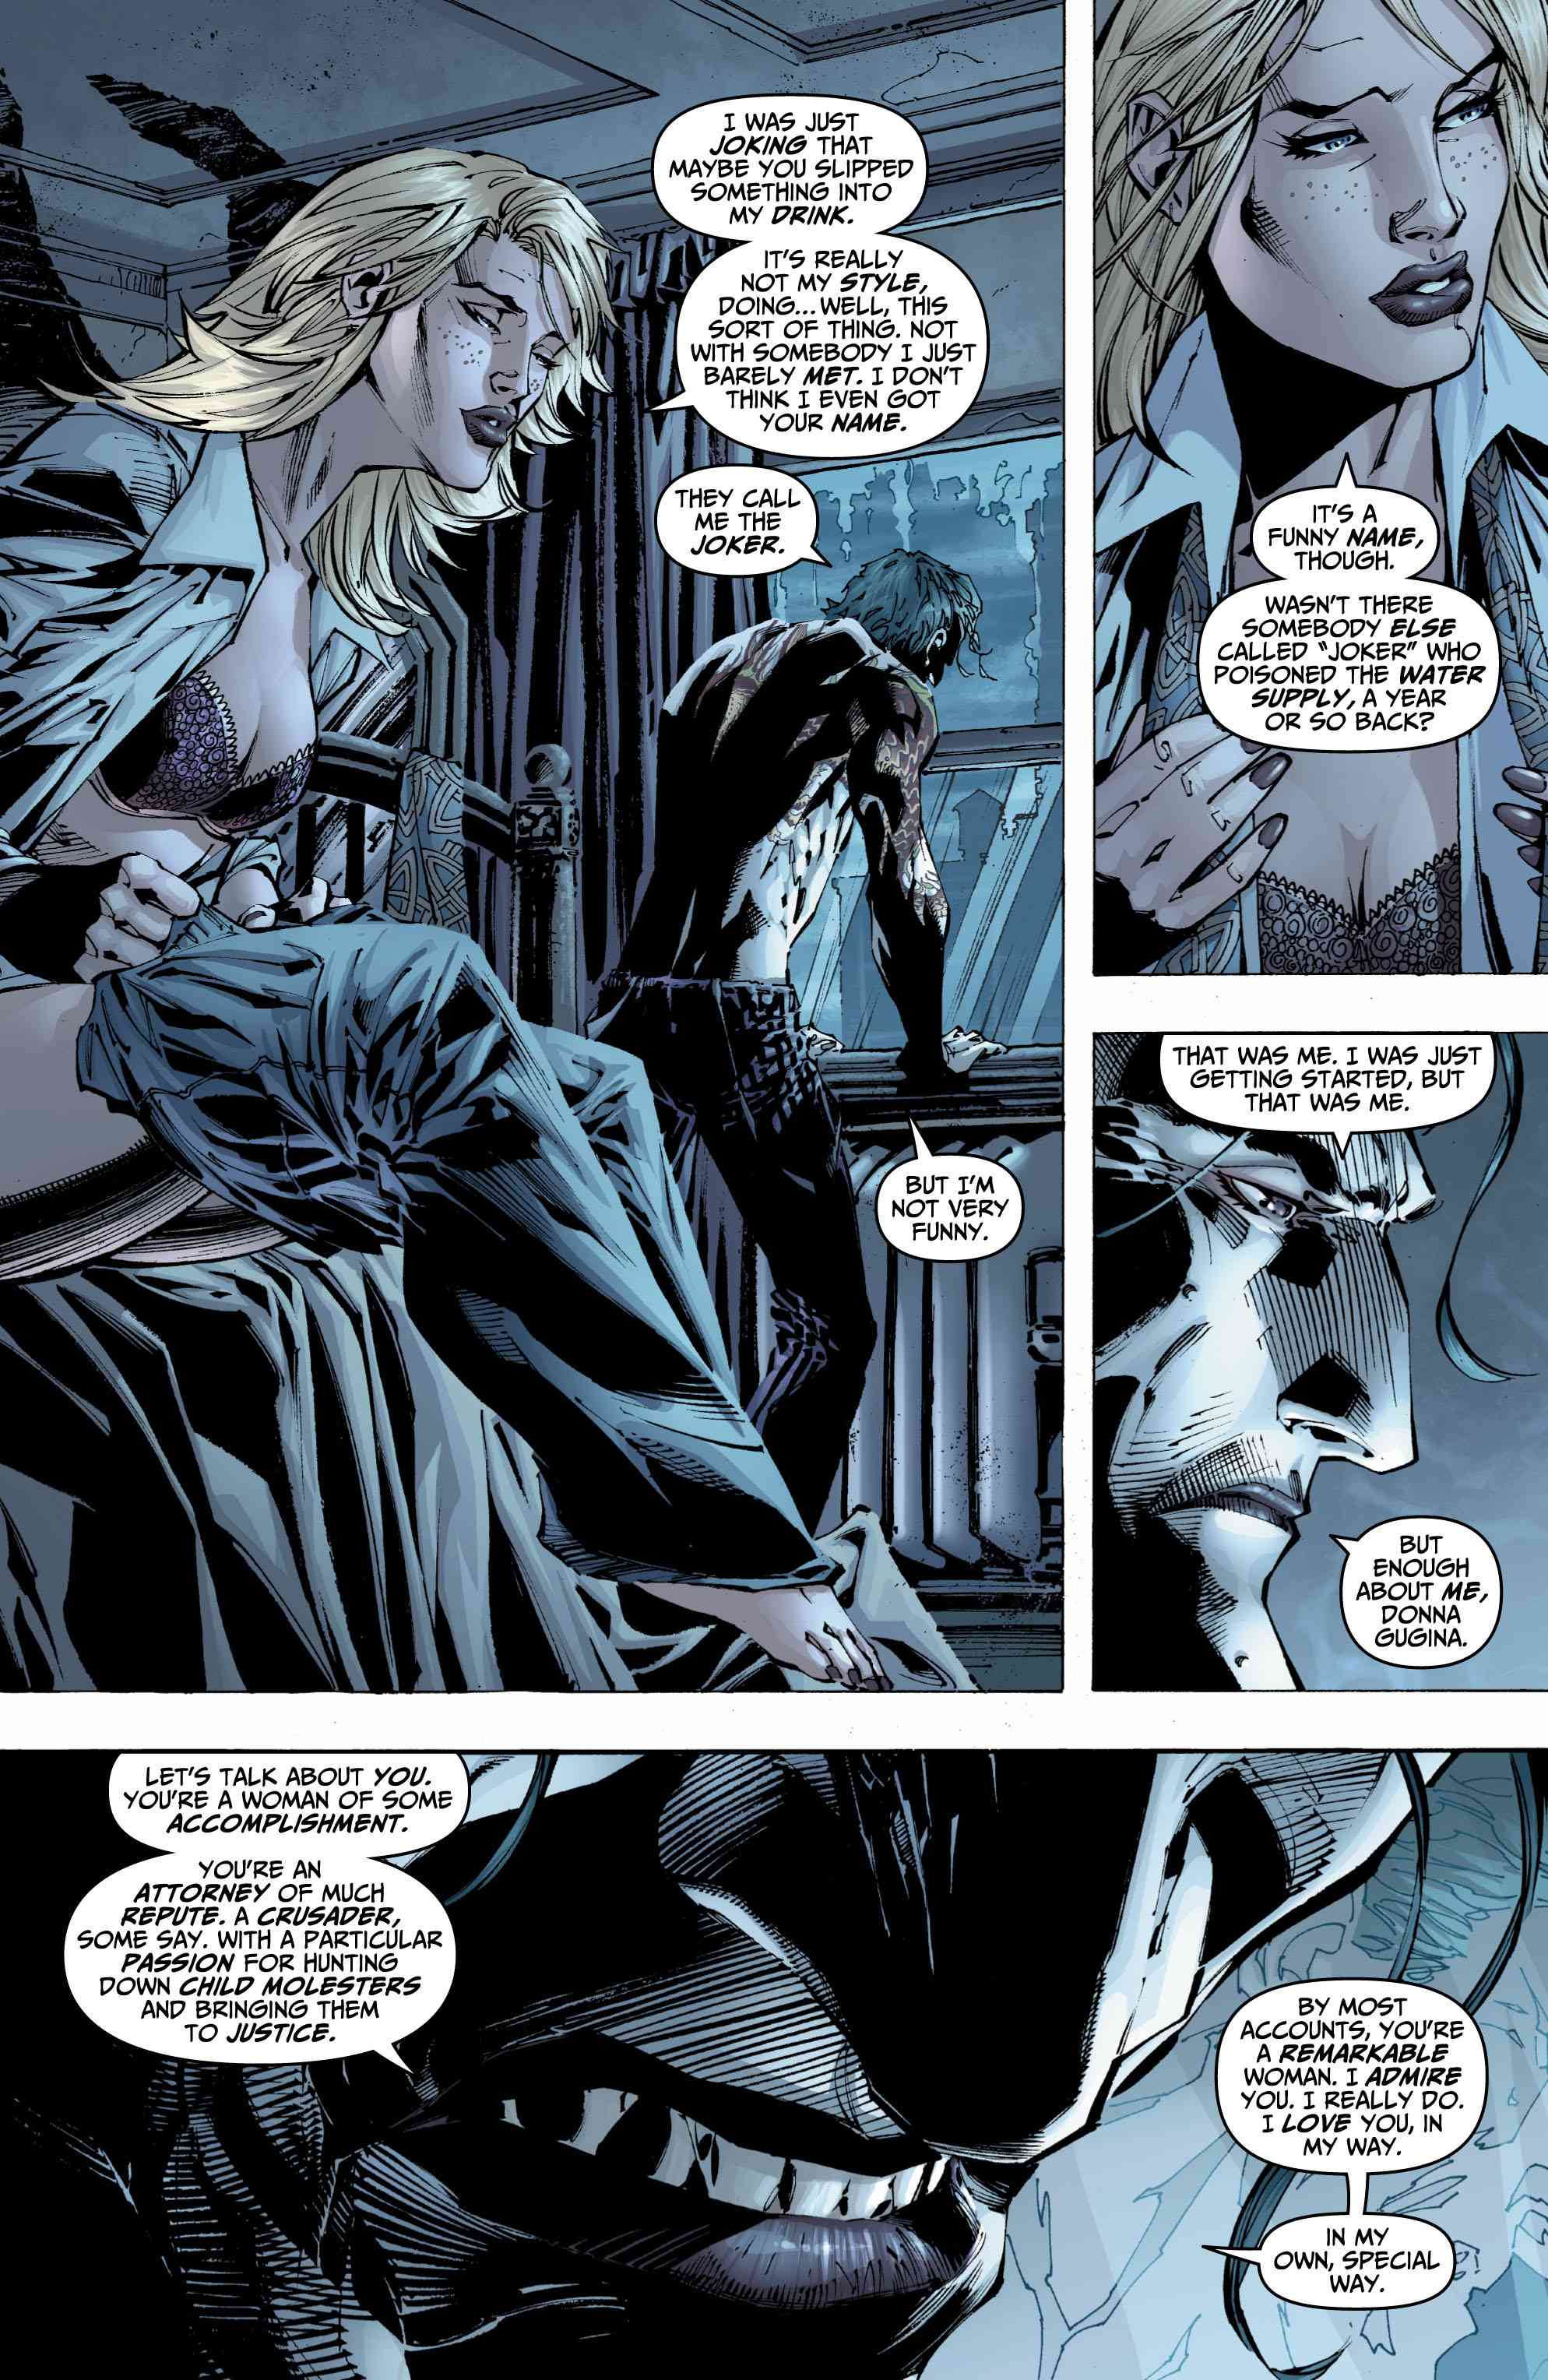 I WAS JUST
JOKING THAT
MAYBE YOU SLIPPED
SOMETHING INTO
MY DRINK.
IT'S REALLY
NOT MY STYLE,
DOING... WELL, THIS
SORT OF THING. NOT
WITH SOMEBODY I JUST
BARELY MET. I DON'T
THINK I EVEN GOT
YOUR NAME.
THEY CALL
ME THE
JOKER.
BUT I'M
NOT VERY
FUNNY.
IT'S A
FUNNY NAME,
THOUGH.
WASN'T THERE
SOMEBODY ELSE
CALLED "JOKER" WHO
POISONED THE WATER
SUPPLY, A YEAR
OR SO BACK?
THAT WAS ME. I WAS JUST
GETTING STARTED, BUT
THAT WAS ME.
BUT
ENOUGH
ABOUT ME,
DONNA
GUGINA.
LET'S TALK ABOUT YOU.
YOU'RE A WOMAN OF SOME
ACCOMPLISHMENT.
YOU'RE AN
ATTORNEY OF MUCH
REPUTE. A CRUSADER,
SOME SAY. WITH A PARTICULAR
PASSION FOR HUNTING
DOWN CHILD MOLESTERS
AND BRINGING THEM
TO JUSTICE.
BY MOST
ACCOUNTS, YOU'RE
A REMARKABLE
WOMAN. I ADMIRE
YOU. I REALLY DO.
I LOVE YOU, IN
MY WAY.
IN MY
OWN, SPECIAL
WAY.